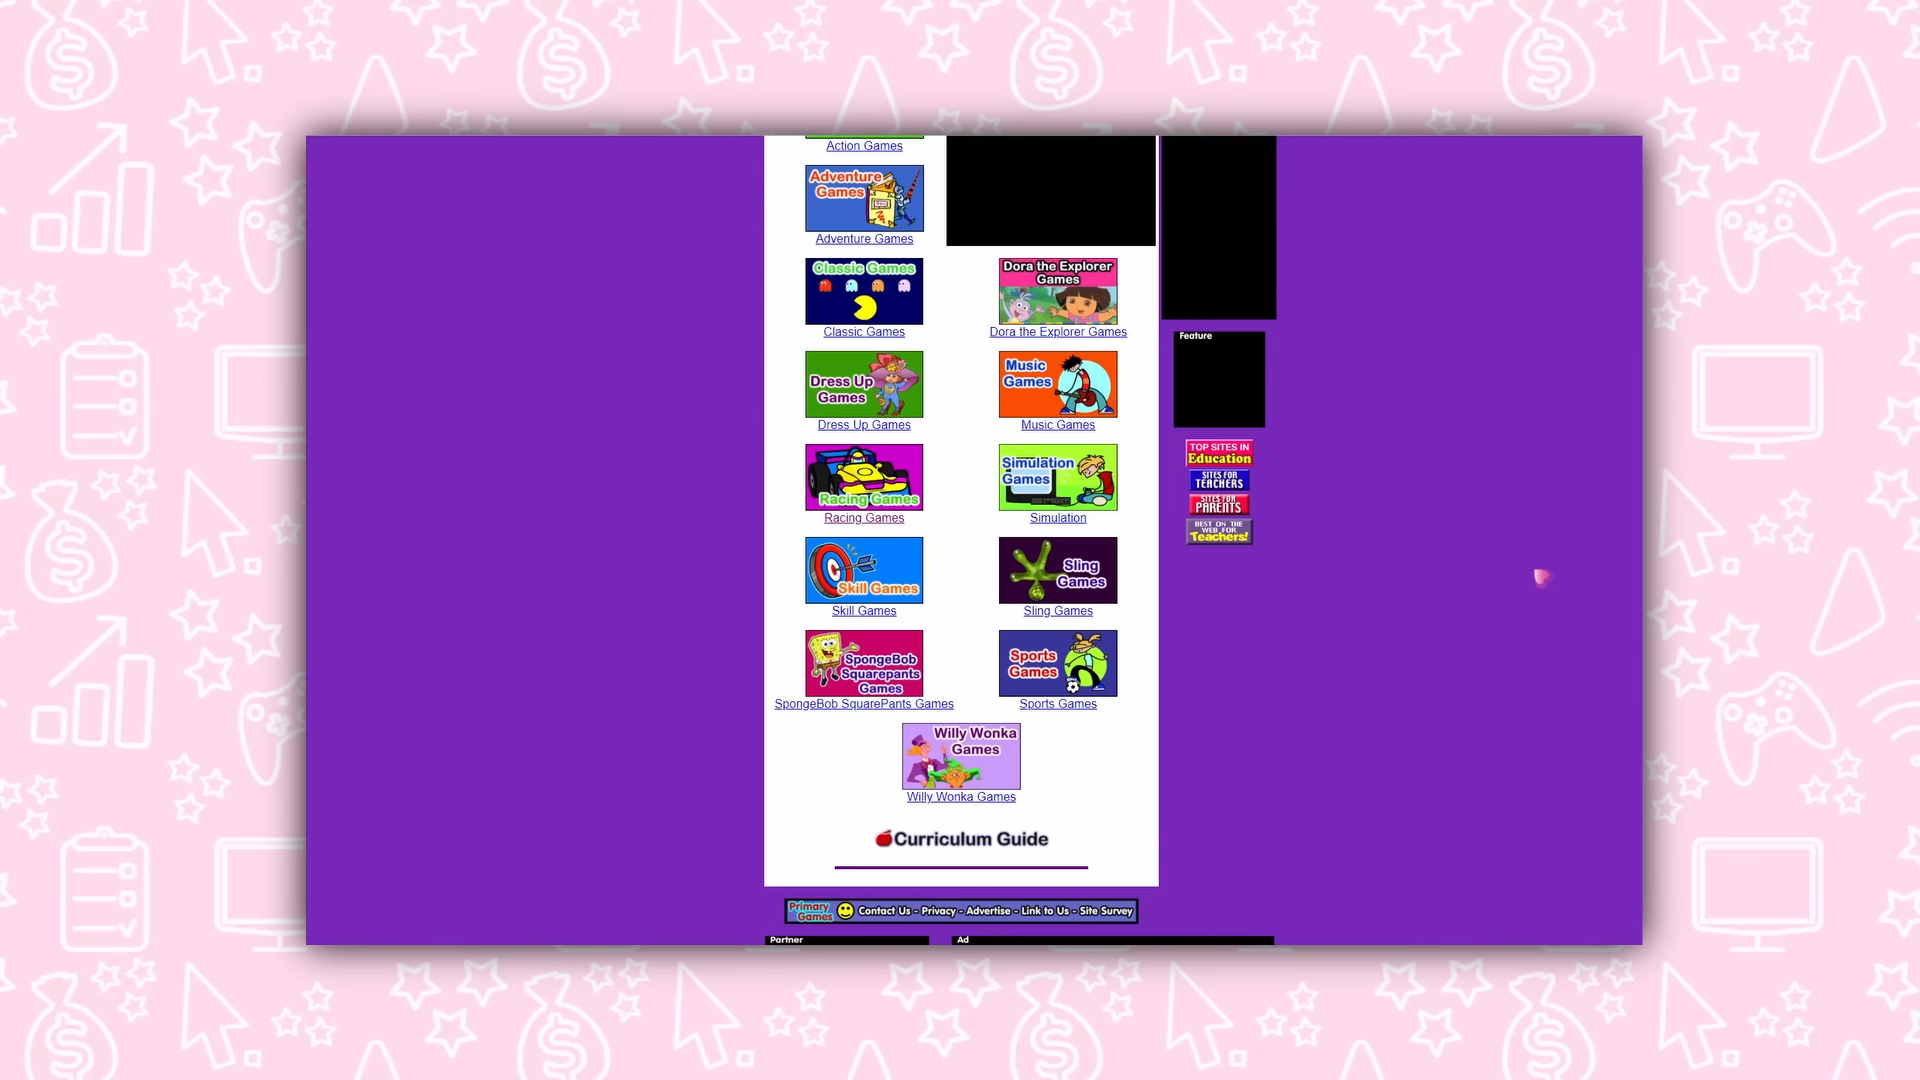 Action Games
Adventure
Games
Adventure Games
Classic Games
Classic Games
Dora the Explorer
Games
Dora the Explorer Games
Dress Up
Games
Dress Up Games
Music
Games
Music Games
Racing Games
Racing Games
Simulation
Games
Simulation
Skill Games
Skill Games
Sling
Games
Sling Games
SpongeBob
Squarepants
Games
SpongeBob SquarePants Games
Sports
Games
Sports Games
Willy Wonka
Games
Willy Wonka Games
Curriculum Guide
Feature
TOP SITES IN
Education
SITES FOR
TEACHERS
SITES FOR
PARENTS
BEST ON THE
WEB FOR
Teachers!
Primary
Games
Contact Us - Privacy - Advertise - Link to Us - Site Survey
Partner
Ad